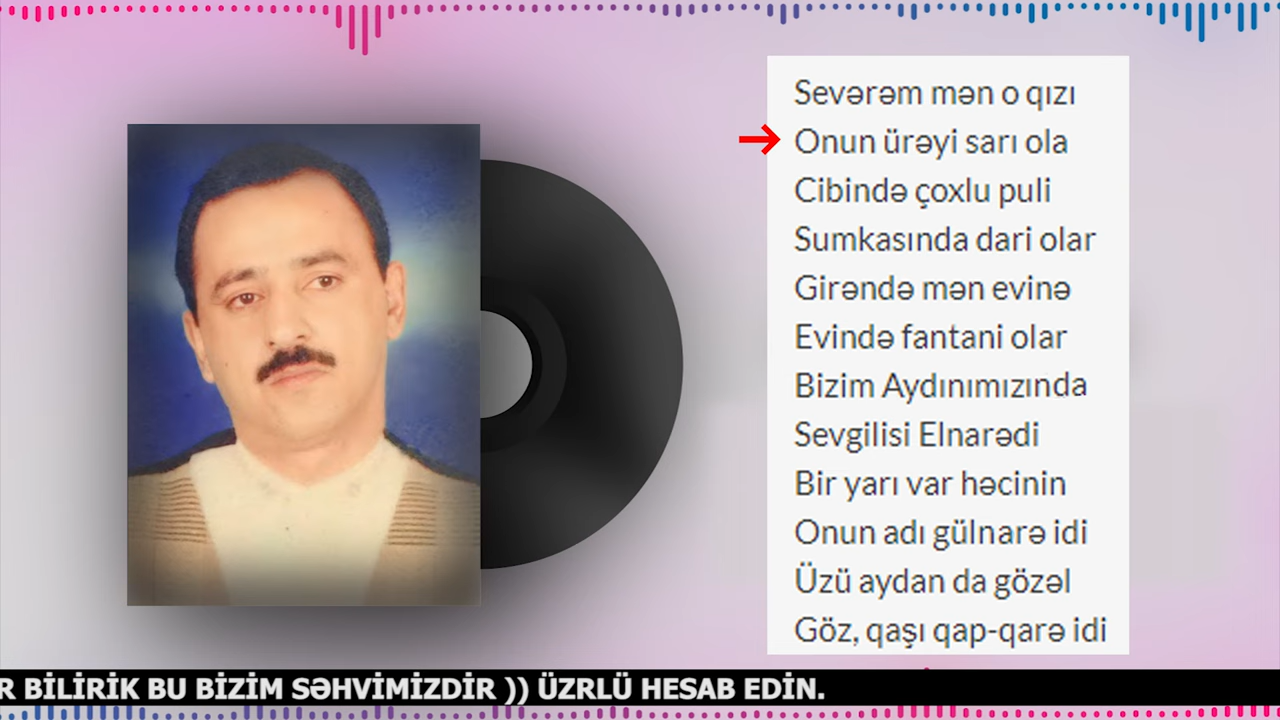 Sevərəm mən o qızı
Onun ürəyi sarı ola
Cibində çoxlu puli
Sumkasında dari olar
Girəndə mən evinə
Evində fantani olar
Bizim Aydınımızında
Sevgilisi Elnarədi
Bir yarı var həcinin
Onun adı gülnarə idi
Üzü aydan da gözəl
Göz, qaşı qap-qarə idi
R BİLİRİK BU BİZİM SƏHVİMİZDİR )) ÜZRLÜ HESAB EDİN.